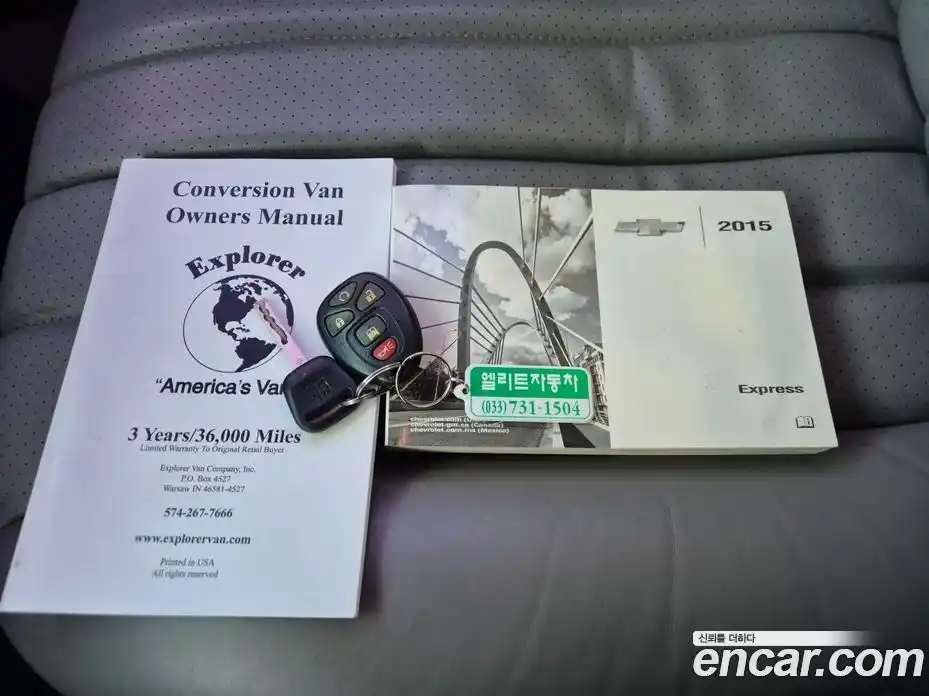 Conversion Van
Owners Manual
Explorer
"America's Van
3 Years/36,000 Miles
Limited Warranty To Original Retail Buyer
Explorer Van Company, Inc.
P.O. Box 4527
Warsaw IN 46581-4527
574-267-7666
www.explorervan.com
Printed in USA
All rights reserved
2015
Express
chevrolet.com
chevrolet.gm.ca (Canada)
chevrolet.com.mx (Mexico)
엘리트자동차
(033) 731-1504
신뢰를 더하다
encar.com